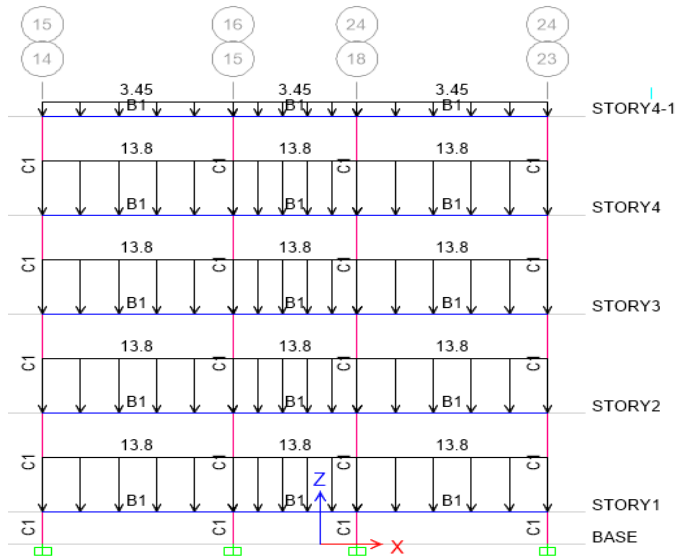 15 16 24 24
14 15 18 23
3.45 3.45 3.45
B1 B1 B1 STORY4-1
13.8 13.8 13.8
C1 C1 C1 C1
B1 B1 B1 STORY4
13.8 13.8 13.8
C1 C1 C1 C1
B1 B1 B1 STORY3
13.8 13.8 13.8
C1 C1 C1 C1
B1 B1 B1 STORY2
13.8 13.8 13.8
C1 C1 C1 C1
Z
B1 B1 B1 STORY1
C1 C1 C1 C1
BASE
X